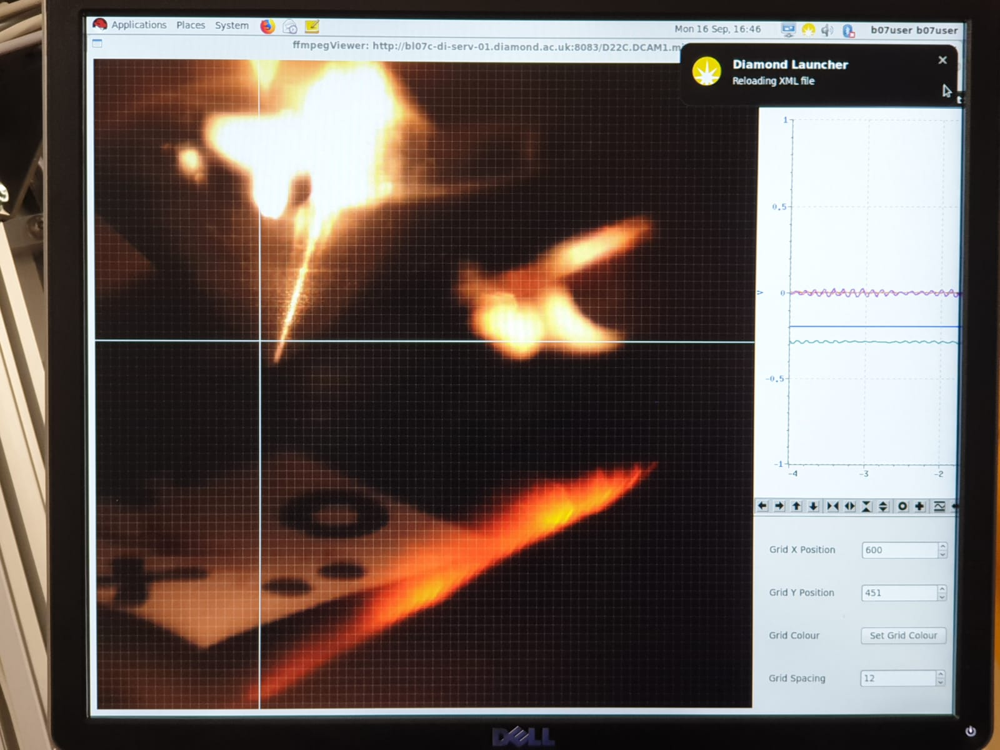 Applications Places System Mon 16 Sep, 16:46 b07user b07user
ffmpegViewer: http://bl07c-di-serv-01.diamond.ac.uk:8083/D22C.DCAM1.m
Diamond Launcher
Reloading XML file
1
0.5
0
-0.5
-1
-4 -3 -2
Grid X Position 600
Grid Y Position 451
Grid Colour Set Grid Colour
Grid Spacing 12
DELL